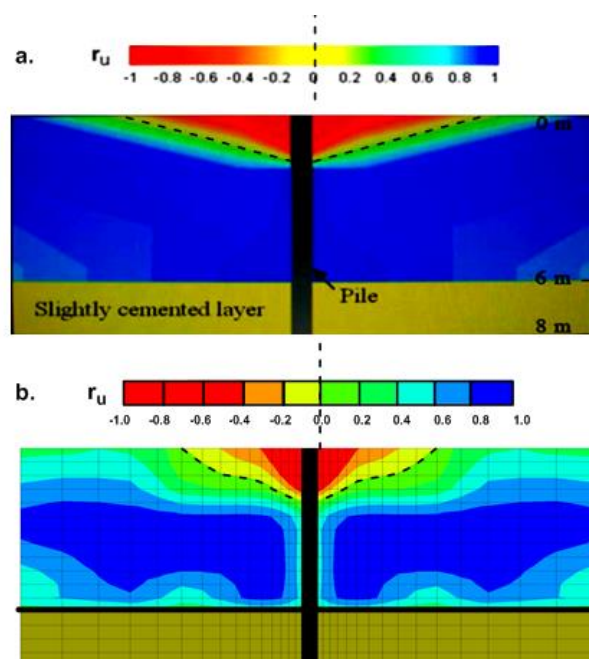 a.
r_u
-1 -0.8 -0.6 -0.4 -0.2 0 0.2 0.4 0.6 0.8 1
0 m
Pile
6 m
Slightly cemented layer
8 m
b.
r_u
-1.0 -0.8 -0.6 -0.4 -0.2 0.0 0.2 0.4 0.6 0.8 1.0